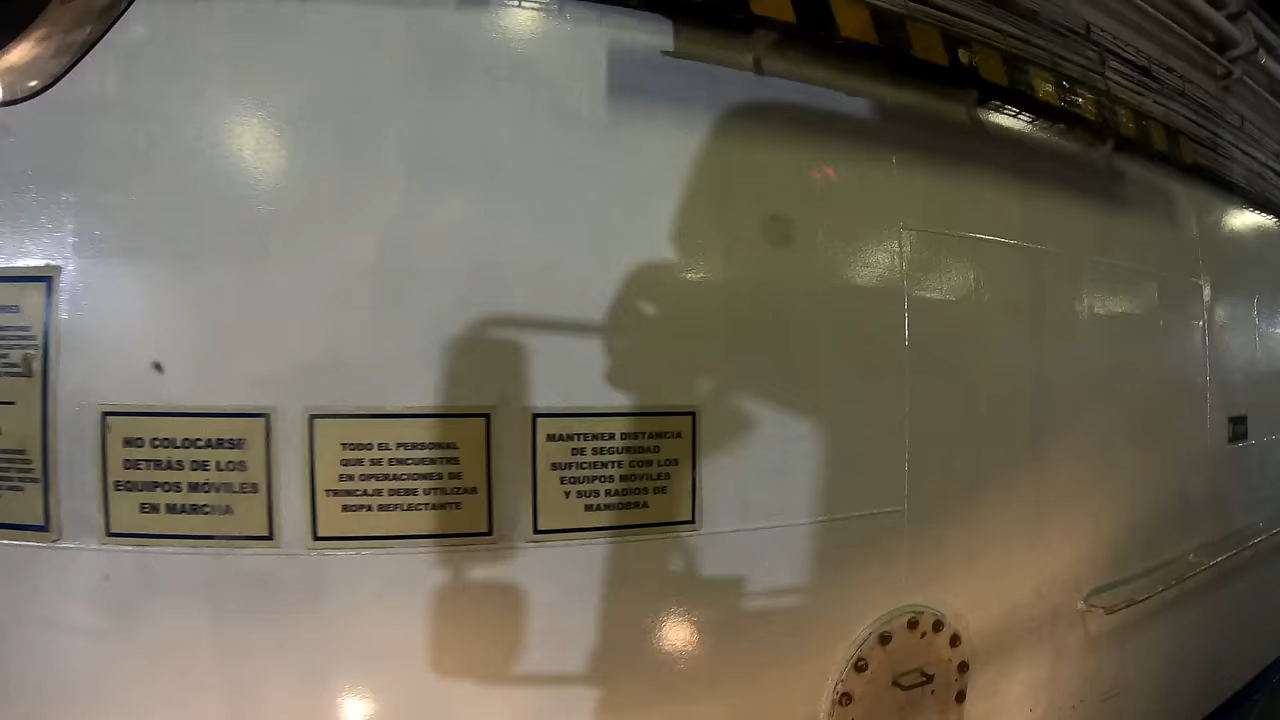 NO COLOCARSE
DETRÁS DE LOS
EQUIPOS MÓVILES
EN MARCHA
TODO EL PERSONAL
QUE SE ENCUENTRE
EN OPERACIONES DE
TRINCAJE DEBE UTILIZAR
ROPA REFLECTANTE
MANTENER DISTANCIA
DE SEGURIDAD
SUFICIENTE CON LOS
EQUIPOS MÓVILES
Y SUS RADIOS DE
MANIOBRA